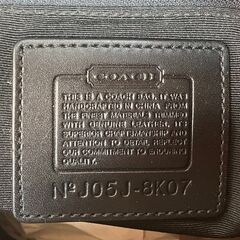 COACH
THIS IS A COACH BAG. IT WAS
HANDCRAFTED IN CHINA FROM
THE FINEST MATERIALS TRIMMED
WITH GENUINE LEATHER. ITS
SUPERIOR CRAFTSMANSHIP AND
ATTENTION TO DETAIL REFLECT
OUR COMMITMENT TO ENDURING
QUALITY.
Nº J05J-8K07